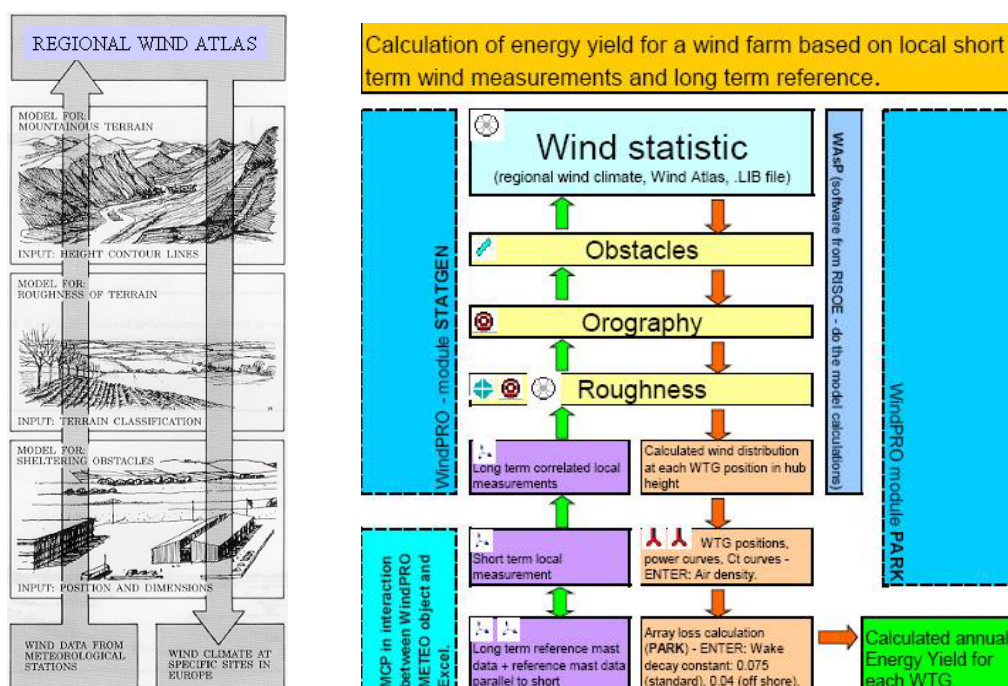 REGIONAL WIND ATLAS
MODEL FOR:
MOUNTAINOUS TERRAIN
INPUT: HEIGHT CONTOUR LINES
MODEL FOR:
ROUGHNESS OF TERRAIN
INPUT: TERRAIN CLASSIFICATION
MODEL FOR:
SHELTERING OBSTACLES
INPUT: POSITION AND DIMENSIONS
WIND DATA FROM
METEOROLOGICAL
STATIONS
WIND CLIMATE AT
SPECIFIC SITES IN
EUROPE
Calculation of energy yield for a wind farm based on local short
term wind measurements and long term reference.
WindPRO - module STATGEN
Wind statistic
(regional wind climate, Wind Atlas, .LIB file)
Obstacles
Orography
Roughness
Long term correlated local
measurements
Calculated wind distribution
at each WTG position in hub
height
WAsP (software from RISOE - do the model calculations)
WindPRO module PARK
MCP in interaction
between WindPRO
METEO object and
Excel.
Short term local
measurement
WTG positions,
power curves, Ct curves -
ENTER: Air density.
Long term reference mast
data + reference mast data
parallel to short
Array loss calculation
(PARK) - ENTER: Wake
decay constant: 0.075
(standard), 0.04 (off shore).
Calculated annual
Energy Yield for
each WTG